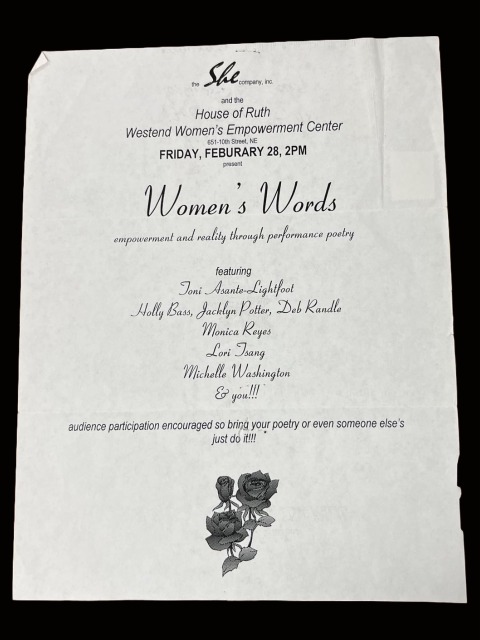 the She company, inc.
and the
House of Ruth
Westend Women's Empowerment Center
651-10th Street, NE
FRIDAY, FEBURARY 28, 2PM
present
Women's Words
empowerment and reality through performance poetry
featuring
Toni Asante-Lightfoot
Holly Bass, Jacklyn Potter, Deb Randle
Monica Reyes
Lori Tsang
Michelle Washington
& you!!!
audience participation encouraged so bring your poetry or even someone else's
just do it!!!